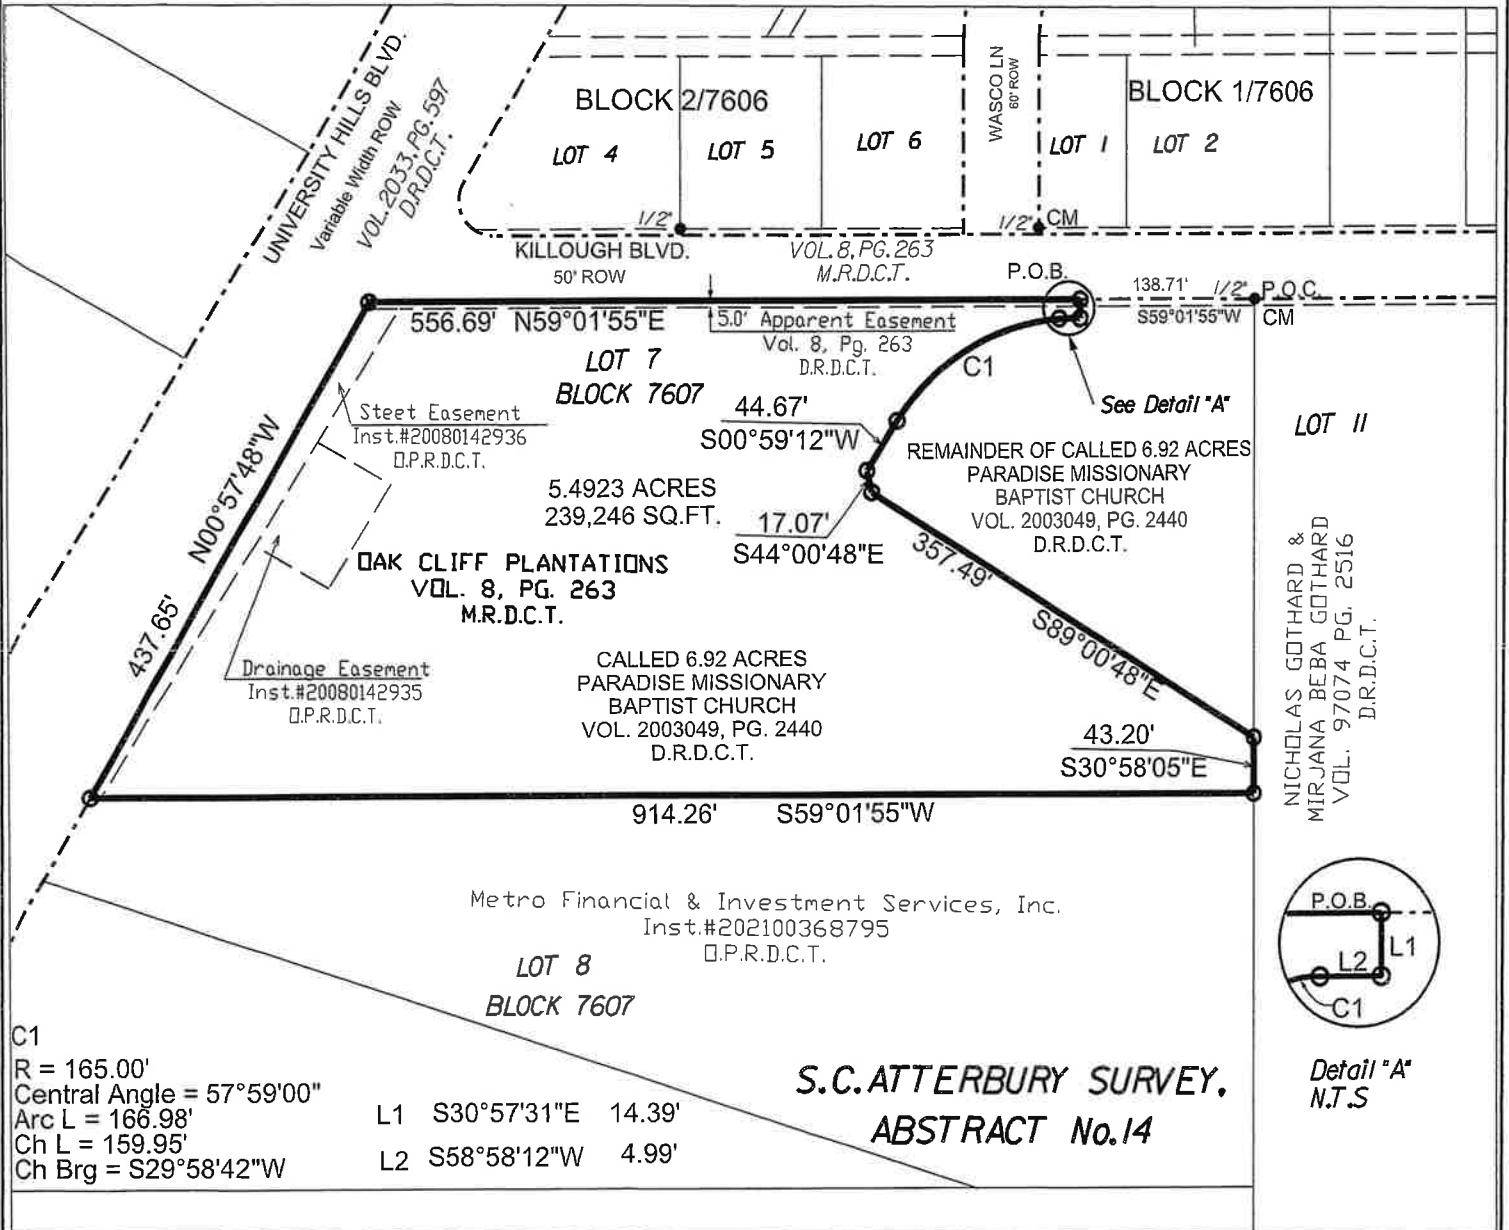 UNIVERSITY HILLS BLVD.
Variable Width ROW
VOL.2033,PG.597
D.R.D.C.T.
BLOCK 2/7606
LOT 4
LOT 5
LOT 6
WASCO LN
60' ROW
BLOCK 1/7606
LOT 1
LOT 2
1/2"
1/2" CM
KILLOUGH BLVD.
50' ROW
VOL.8,PG.263
M.R.D.C.T.
P.O.B.
138.71'
1/2"
P.O.C.
S59°01'55"W
CM
556.69' N59°01'55"E
5.0' Apparent Easement
Vol. 8, Pg. 263
D.R.D.C.T.
LOT 7
BLOCK 7607
C1
See Detail "A"
Steet Easement
Inst.#20080142936
O.P.R.D.C.T.
44.67'
S00°59'12"W
LOT 11
REMAINDER OF CALLED 6.92 ACRES
PARADISE MISSIONARY
BAPTIST CHURCH
VOL. 2003049, PG. 2440
D.R.D.C.T.
N00°57'48"W
437.65'
5.4923 ACRES
239,246 SQ.FT.
17.07'
S44°00'48"E
OAK CLIFF PLANTATIONS
VOL. 8, PG. 263
M.R.D.C.T.
357.49'
S89°00'48"E
NICHOLAS GOTHARD &
MIRJANA BEBA GOTHARD
VOL. 97074 PG. 2516
D.R.D.C.T.
Drainage Easement
Inst.#20080142935
O.P.R.D.C.T.
CALLED 6.92 ACRES
PARADISE MISSIONARY
BAPTIST CHURCH
VOL. 2003049, PG. 2440
D.R.D.C.T.
43.20'
S30°58'05"E
914.26' S59°01'55"W
Metro Financial & Investment Services, Inc.
Inst.#202100368795
O.P.R.D.C.T.
LOT 8
BLOCK 7607
P.O.B.
L1
L2
C1
Detail "A"
N.T.S
C1
R = 165.00'
Central Angle = 57°59'00"
Arc L = 166.98'
Ch L = 159.95'
Ch Brg = S29°58'42"W
L1 S30°57'31"E 14.39'
L2 S58°58'12"W 4.99'
S.C.ATTERBURY SURVEY,
ABSTRACT No.14